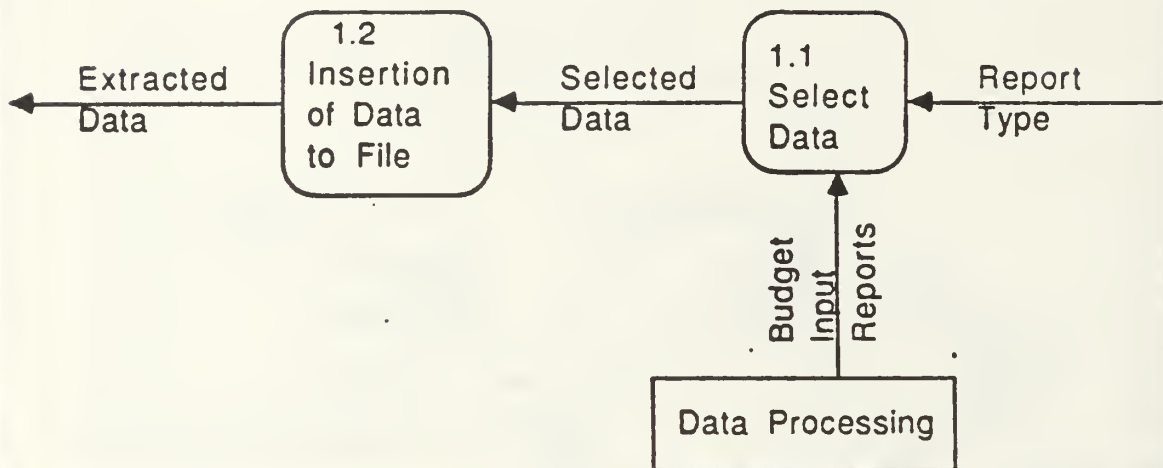 1.2
Insertion
of Data
to File
1.1
Select
Data
Extracted
Data
Selected
Data
Report
Type
Budget
Input
Reports
Data Processing